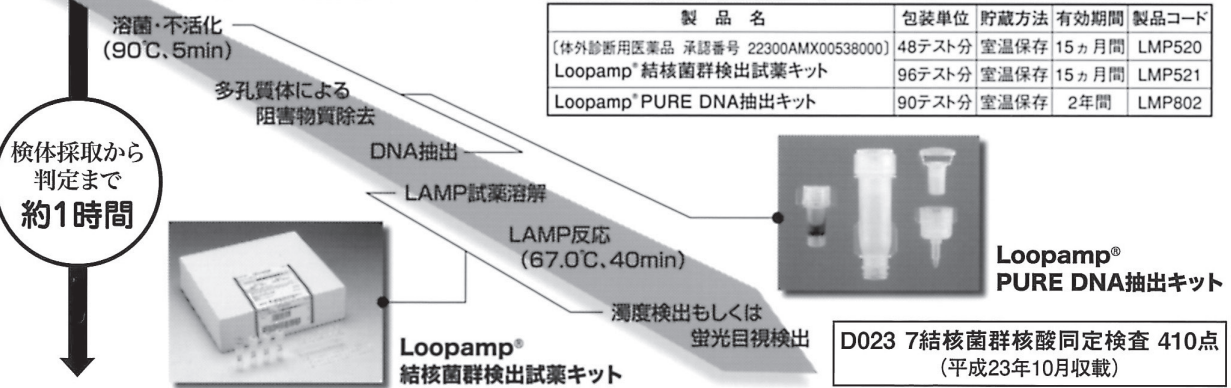 溶菌・不活化
(90℃、5min)
多孔質体による
阻害物質除去
DNA抽出
LAMP試薬溶解
LAMP反応
(67.0℃、40min)
濁度検出もしくは
蛍光目視検出
検体採取から
判定まで
約1時間
製品名 包装単位 貯蔵方法 有効期間 製品コード
〔体外診断用医薬品 承認番号 22300AMX00538000〕 48テスト分 室温保存 15ヵ月間 LMP520
Loopamp®結核菌群検出試薬キット 96テスト分 室温保存 15ヵ月間 LMP521
Loopamp®PURE DNA抽出キット 90テスト分 室温保存 2年間 LMP802
Loopamp®
PURE DNA抽出キット
Loopamp®
結核菌群検出試薬キット
D023 7結核菌群核酸同定検査 410点
(平成23年10月収載)